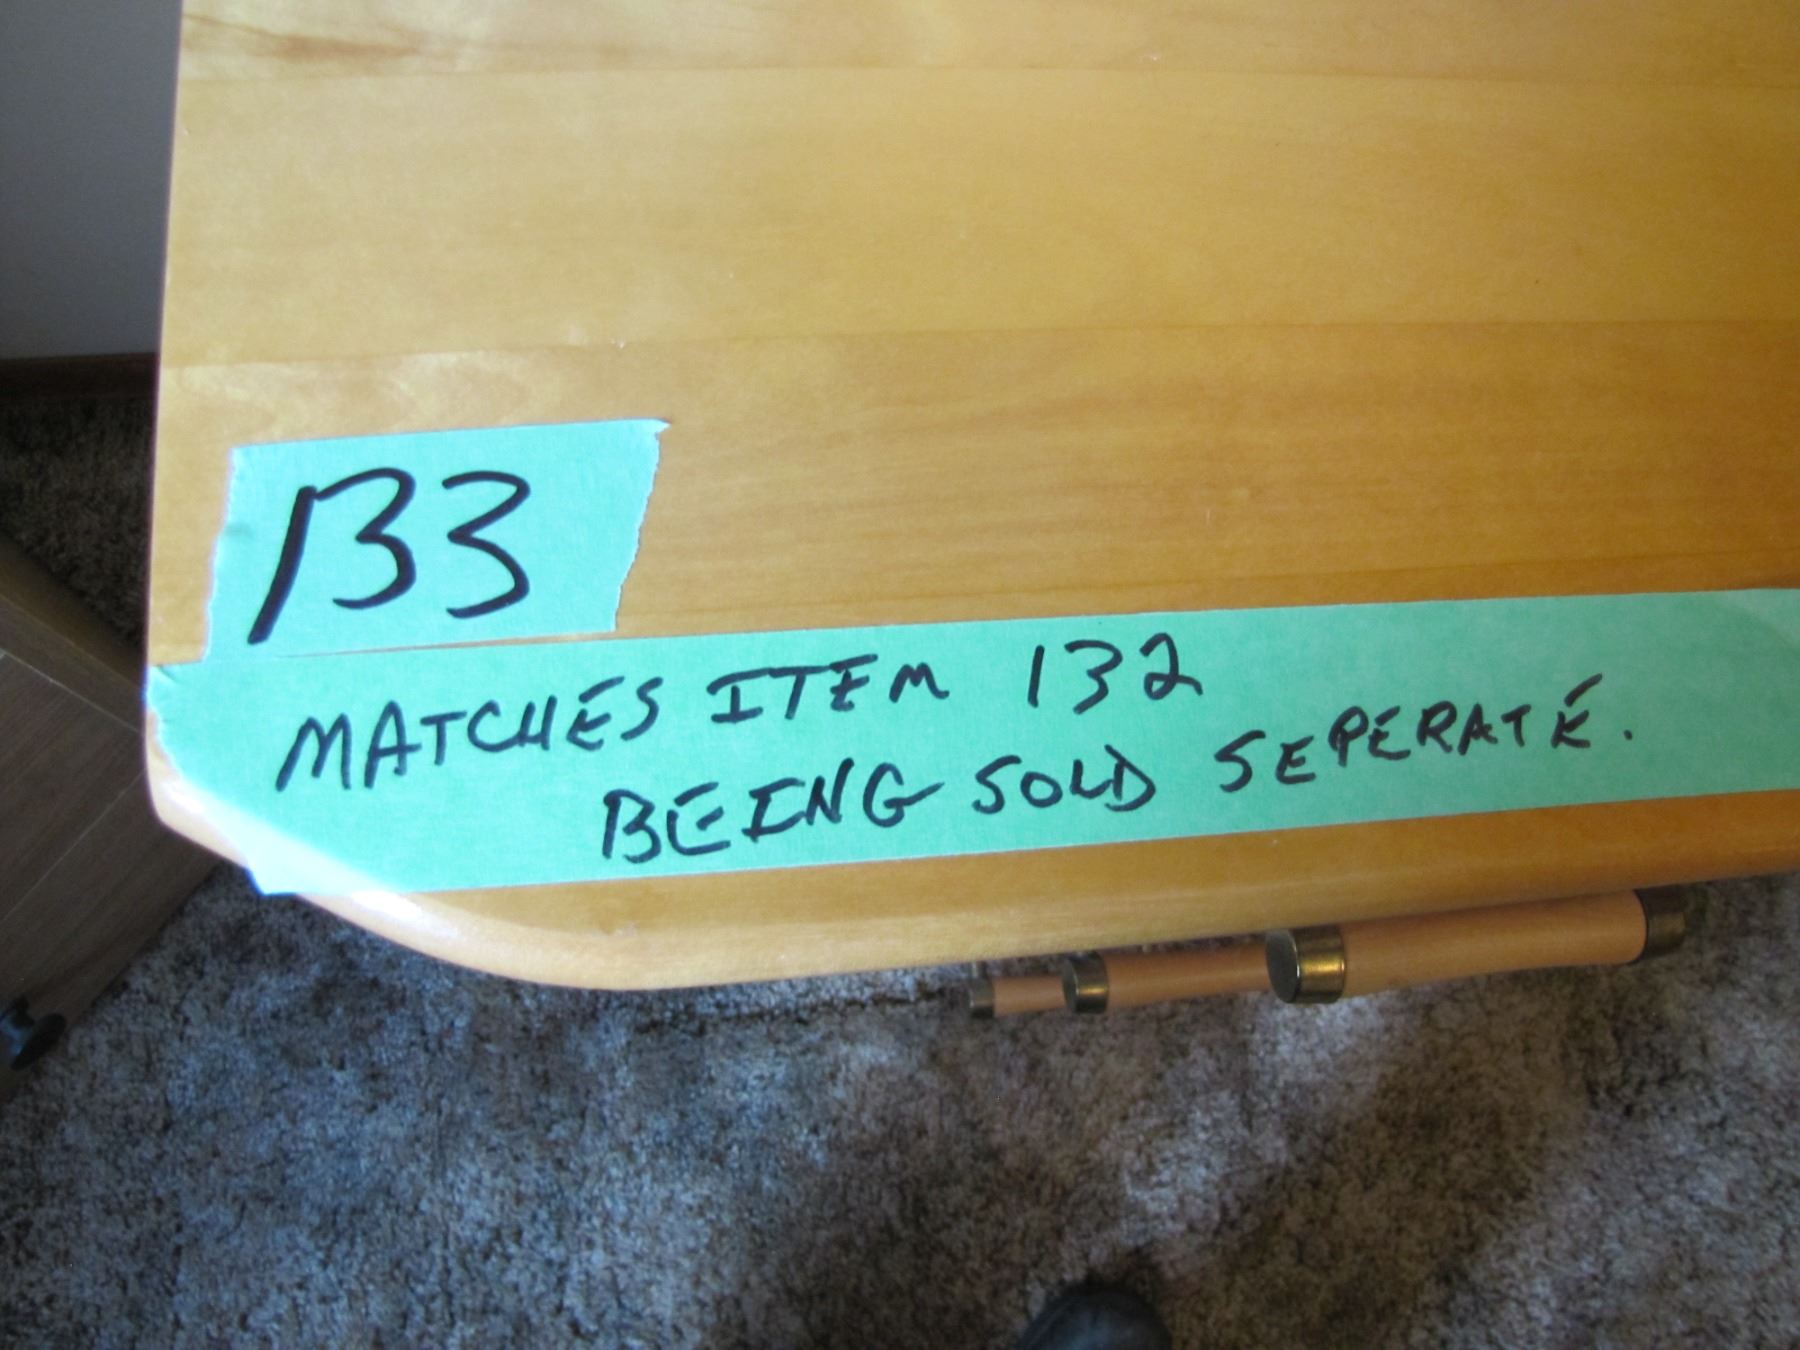 133
MATCHES ITEM 132
BEING SOLD SEPERATE.